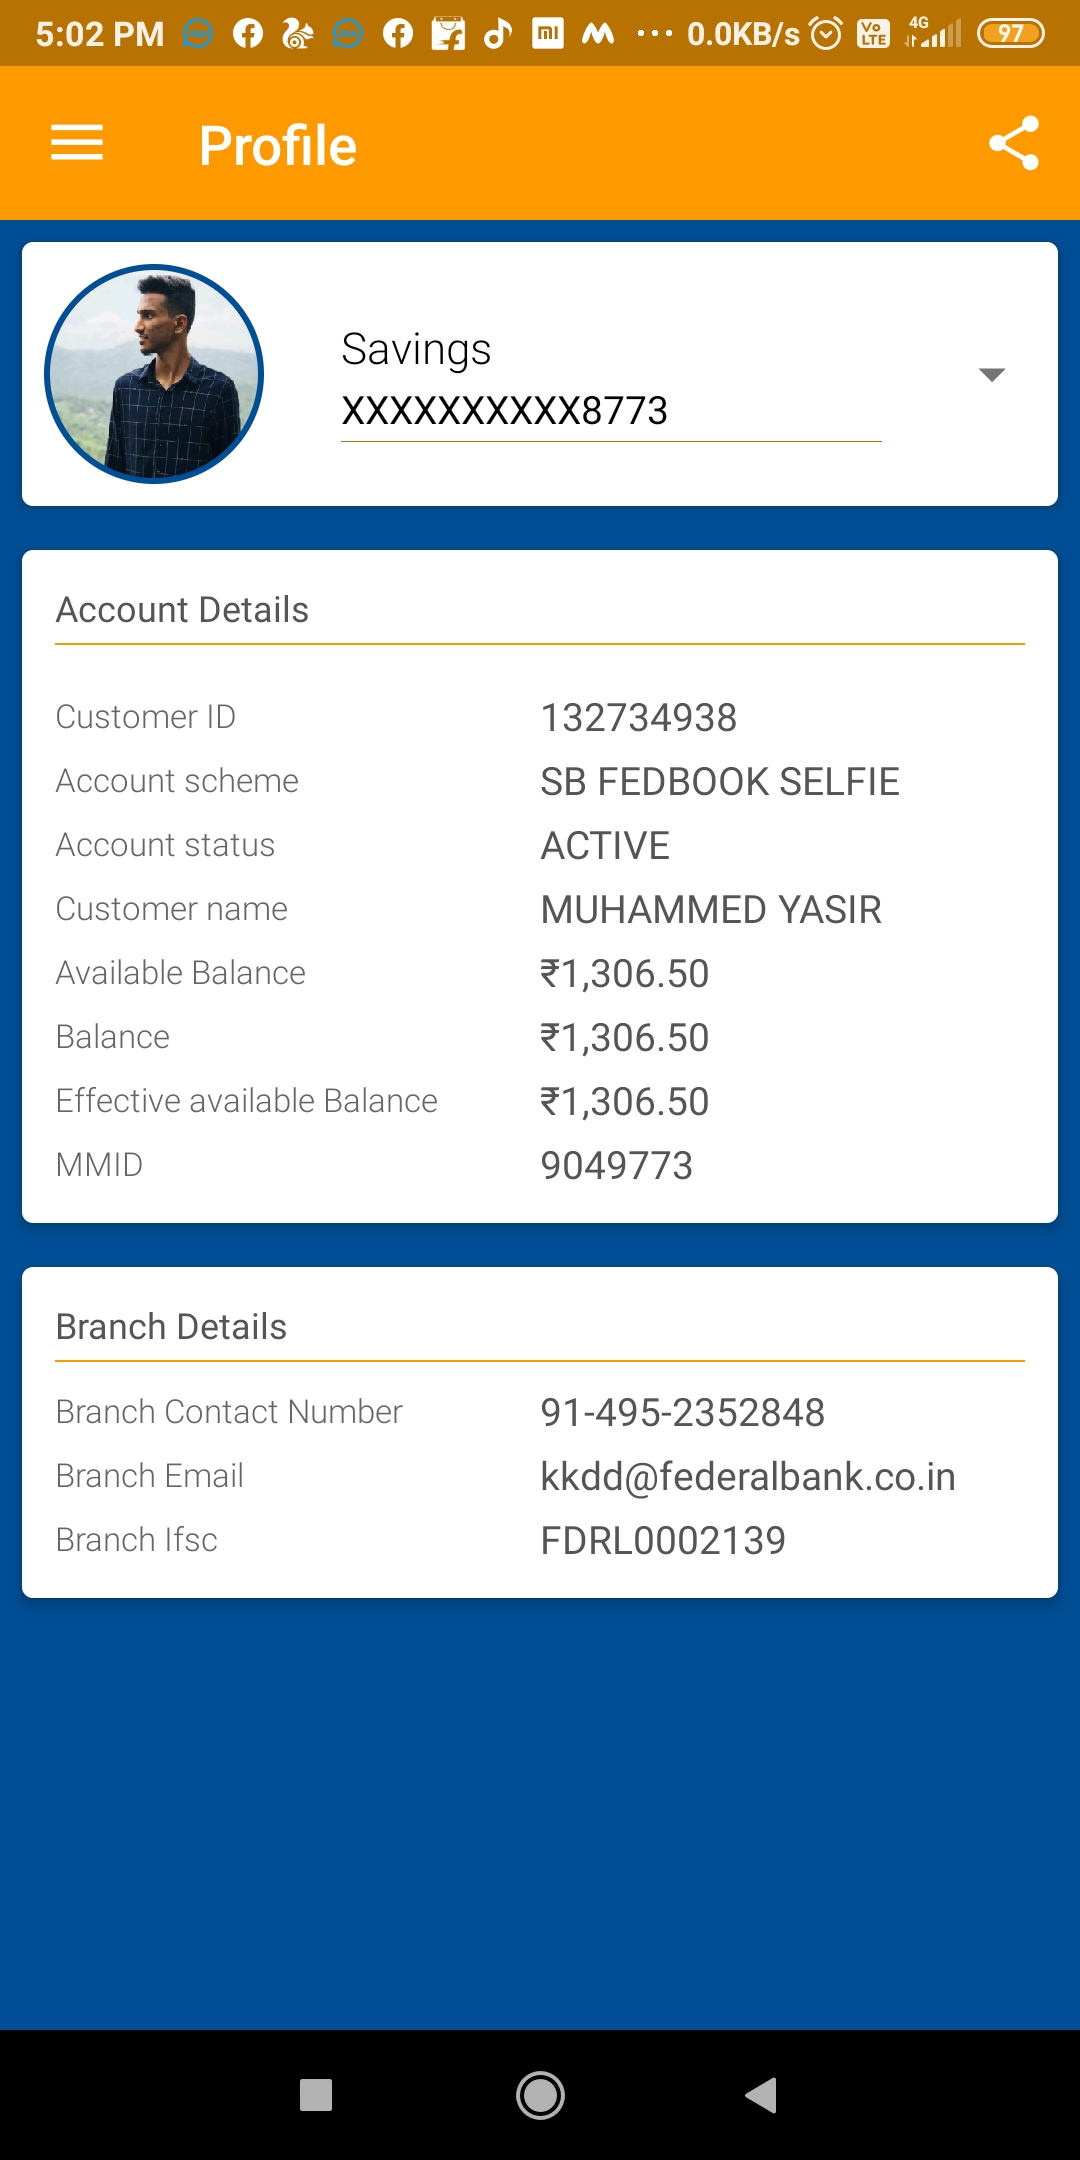 5:02 PM ... 0.0KB/s Vo LTE 4G 97
Profile
Savings
XXXXXXXXXX8773
Account Details
Customer ID 132734938
Account scheme SB FEDBOOK SELFIE
Account status ACTIVE
Customer name MUHAMMED YASIR
Available Balance ₹1,306.50
Balance ₹1,306.50
Effective available Balance ₹1,306.50
MMID 9049773
Branch Details
Branch Contact Number 91-495-2352848
Branch Email kkdd@federalbank.co.in
Branch Ifsc FDRL0002139